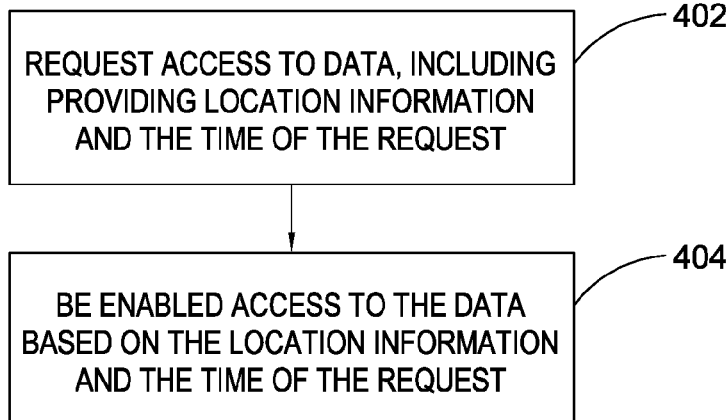 402
REQUEST ACCESS TO DATA, INCLUDING
PROVIDING LOCATION INFORMATION
AND THE TIME OF THE REQUEST
404
BE ENABLED ACCESS TO THE DATA
BASED ON THE LOCATION INFORMATION
AND THE TIME OF THE REQUEST